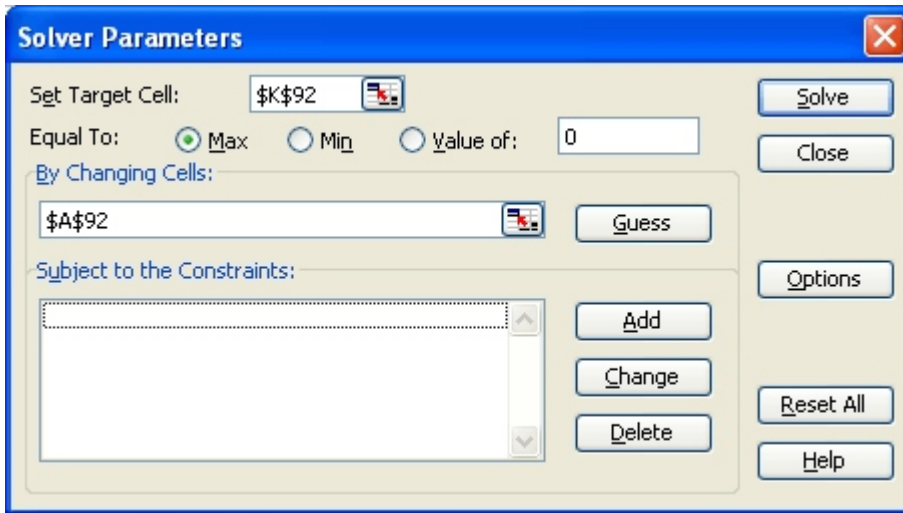 Solver Parameters
Set Target Cell: $K$92 Solve
Equal To: Max Min Value of: 0 Close
By Changing Cells:
$A$92 Guess
Subject to the Constraints: Options
Add
Change
Reset All
Delete
Help